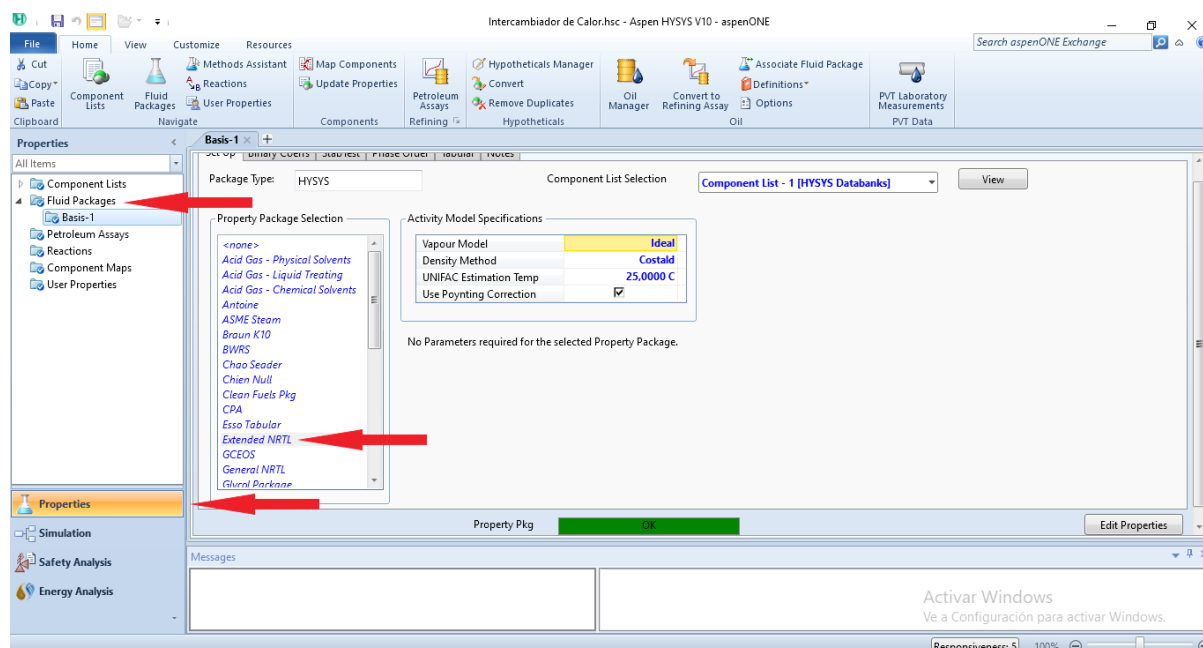 Intercambiador de Calor.hsc - Aspen HYSYS V10 - aspenONE
File Home View Customize Resources Search aspenONE Exchange
Cut Methods Assistant Map Components Hypotheticals Manager Associate Fluid Package
Copy Reactions Update Properties Convert Definitions
Paste Component Lists Fluid Packages User Properties Petroleum Assays Remove Duplicates Oil Manager Convert to Refining Assay Options PVT Laboratory Measurements
Clipboard Navigate Components Refining Hypotheticals Oil PVT Data
Properties < Basis-1 × +
All Items Set Up Binary Coeffs StabTest Phase Order Tabular Notes
Component Lists Package Type: HYSYS Component List Selection Component List - 1 [HYSYS Databanks] View
Fluid Packages
Basis-1 Property Package Selection Activity Model Specifications
Petroleum Assays
Reactions
Component Maps
User Properties
<none>
Acid Gas - Physical Solvents
Acid Gas - Liquid Treating
Acid Gas - Chemical Solvents
Antoine
ASME Steam
Braun K10
BWRS
Chao Seader
Chien Null
Clean Fuels Pkg
CPA
Esso Tabular
Extended NRTL
GCEOS
General NRTL
Glycol Package
Vapour Model Ideal
Density Method Costald
UNIFAC Estimation Temp 25,0000 C
Use Poynting Correction
No Parameters required for the selected Property Package.
Properties
Simulation
Safety Analysis
Energy Analysis
Property Pkg OK Edit Properties
Messages
Activar Windows
Ve a Configuración para activar Windows.
Responsiveness: 5 100%